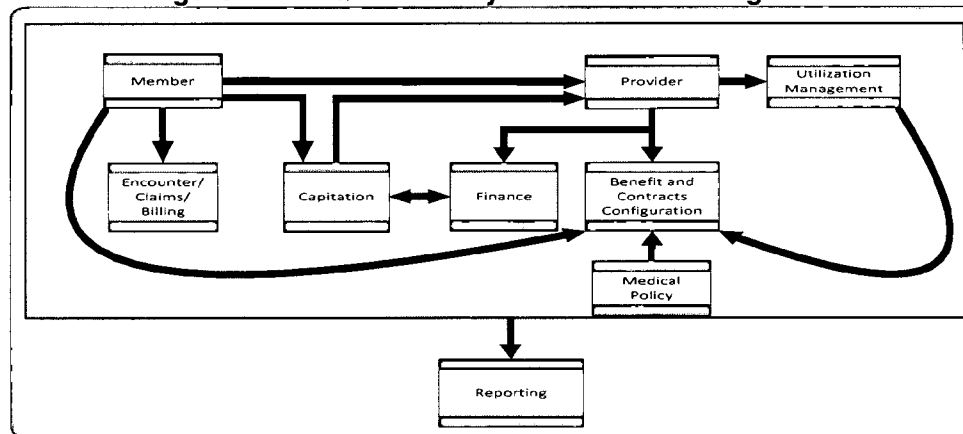 Member
Provider
Utilization
Management
Encounter/
Claims/
Billing
Capitation
Finance
Benefit and
Contracts
Configuration
Medical
Policy
Reporting